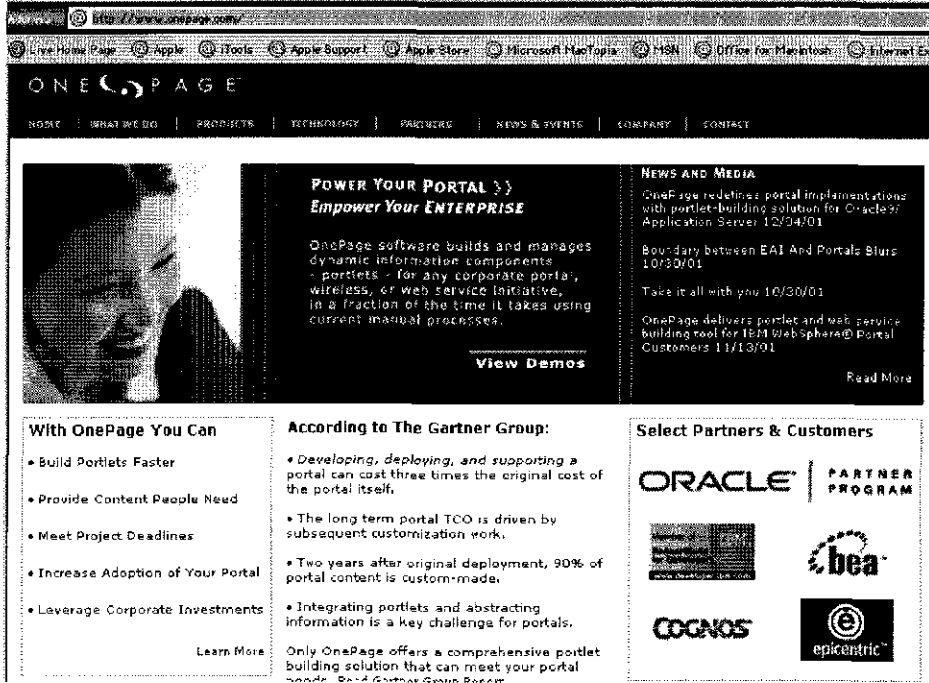 http://www.onepage.com/
Live Home Page Apple iTools Apple Support Apple Store Microsoft MacTopia MSN Office for Macintosh Internet
ONEPAGE
HOME | WHAT WE DO | PRODUCTS | TECHNOLOGY | PARTNERS | NEWS & EVENTS | COMPANY | CONTACT
POWER YOUR PORTAL >>
Empower Your ENTERPRISE
OnePage software builds and manages
dynamic information components
- portlets - for any corporate portal,
wireless, or web service initiative,
in a fraction of the time it takes using
current manual processes.
View Demos
NEWS AND MEDIA
OnePage redefines portal implementations
with portlet-building solution for Oracle9i
Application Server 12/04/01
Boundary between EAI And Portals Blurs
10/30/01
Take it all with you 10/30/01
OnePage delivers portlet and web service
building tool for IBM WebSphere® Portal
Customers 11/13/01
Read More
With OnePage You Can
• Build Portlets Faster
• Provide Content People Need
• Meet Project Deadlines
• Increase Adoption of Your Portal
• Leverage Corporate Investments
Learn More
According to The Gartner Group:
• Developing, deploying, and supporting a
portal can cost three times the original cost of
the portal itself.
• The long term portal TCO is driven by
subsequent customization work.
• Two years after original deployment, 90% of
portal content is custom-made.
• Integrating portlets and abstracting
information is a key challenge for portals.
Only OnePage offers a comprehensive portlet
building solution that can meet your portal
needs. Read Gartner Group Report
Select Partners & Customers
ORACLE | PARTNER
PROGRAM
bea
COGNOS
epicentric